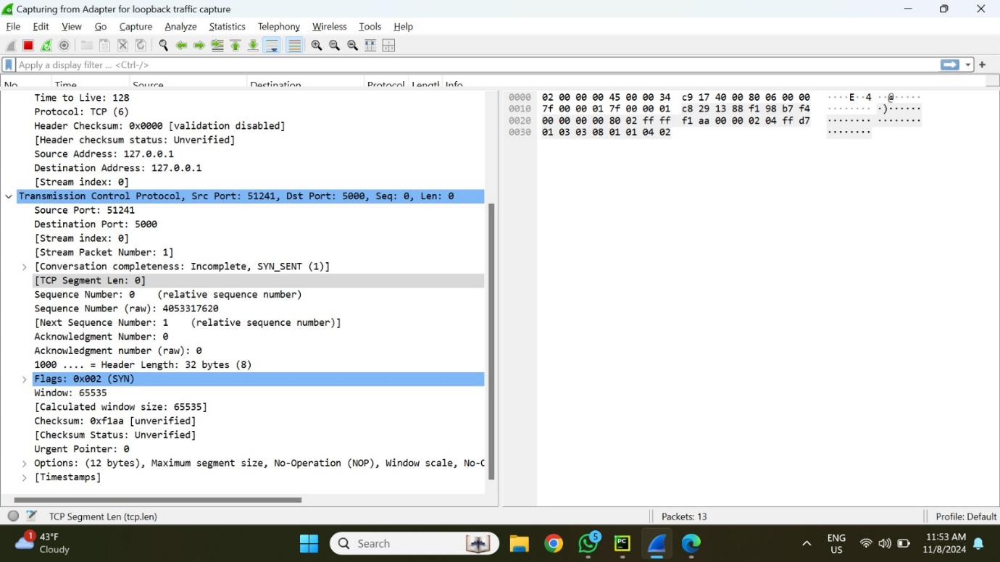 Capturing from Adapter for loopback traffic capture
File Edit View Go Capture Analyze Statistics Telephony Wireless Tools Help
Apply a display filter ... <Ctrl-/>
No. Time Source Destination Protocol Length Info
Time to Live: 128
Protocol: TCP (6)
Header Checksum: 0x0000 [validation disabled]
[Header checksum status: Unverified]
Source Address: 127.0.0.1
Destination Address: 127.0.0.1
[Stream index: 0]
Transmission Control Protocol, Src Port: 51241, Dst Port: 5000, Seq: 0, Len: 0
Source Port: 51241
Destination Port: 5000
[Stream index: 0]
[Stream Packet Number: 1]
[Conversation completeness: Incomplete, SYN_SENT (1)]
[TCP Segment Len: 0]
Sequence Number: 0 (relative sequence number)
Sequence Number (raw): 4053317620
[Next Sequence Number: 1 (relative sequence number)]
Acknowledgment Number: 0
Acknowledgment number (raw): 0
1000 .... = Header Length: 32 bytes (8)
Flags: 0x002 (SYN)
Window: 65535
[Calculated window size: 65535]
Checksum: 0xf1aa [unverified]
[Checksum Status: Unverified]
Urgent Pointer: 0
Options: (12 bytes), Maximum segment size, No-Operation (NOP), Window scale, No-O
[Timestamps]
0000 02 00 00 00 45 00 00 34 c9 17 40 00 80 06 00 00 ····E··4 ··@·····
0010 7f 00 00 01 7f 00 00 01 c8 29 13 88 f1 98 b7 f4 ········ ·)······
0020 00 00 00 00 80 02 ff ff f1 aa 00 00 02 04 ff d7 ········ ········
0030 01 03 03 08 01 01 04 02 ········
TCP Segment Len (tcp.len) Packets: 13 Profile: Default
1
43°F
Cloudy
Search
5
PC
ENG
US
11:53 AM
11/8/2024